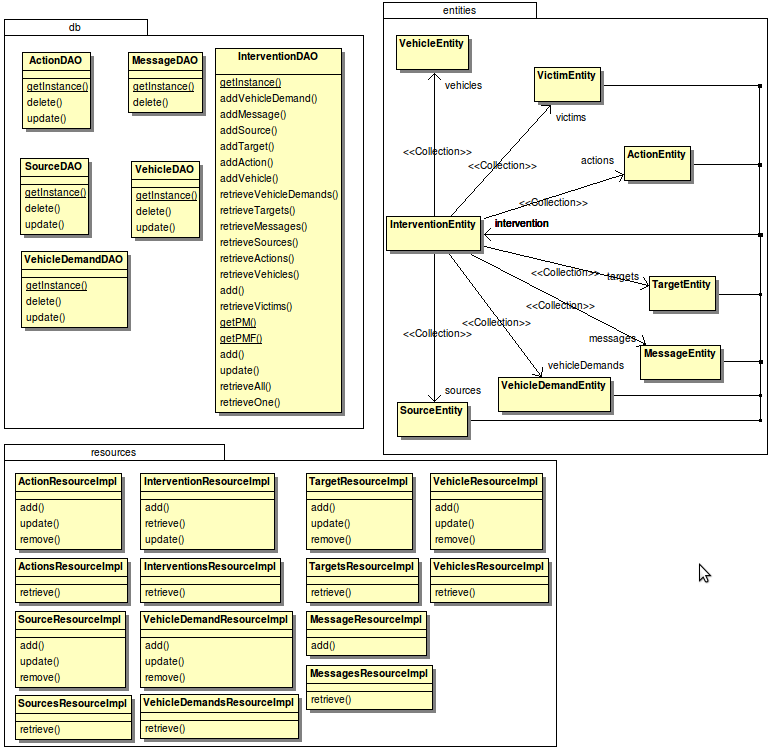 db
ActionDAO
getInstance()
delete()
update()
MessageDAO
getInstance()
delete()
InterventionDAO
getInstance()
addVehicleDemand()
addMessage()
addSource()
addTarget()
addAction()
addVehicle()
retrieveVehicleDemands()
retrieveTargets()
retrieveMessages()
retrieveSources()
retrieveActions()
retrieveVehicles()
add()
retrieveVictims()
getPM()
getPMF()
add()
update()
retrieveAll()
retrieveOne()
SourceDAO
getInstance()
delete()
update()
VehicleDAO
getInstance()
delete()
update()
VehicleDemandDAO
getInstance()
delete()
update()
entities
VehicleEntity
vehicles
VictimEntity
victims
<<Collection>>
<<Collection>>
actions
ActionEntity
<<Collection>>
InterventionEntity
intervention
<<Collection>>
targets
TargetEntity
<<Collection>>
<<Collection>>
<<Collection>>
messages
MessageEntity
vehicleDemands
VehicleDemandEntity
sources
SourceEntity
resources
ActionResourceImpl
add()
update()
remove()
InterventionResourceImpl
add()
retrieve()
update()
TargetResourceImpl
add()
update()
remove()
VehicleResourceImpl
add()
update()
remove()
ActionsResourceImpl
retrieve()
InterventionsResourceImpl
retrieve()
TargetsResourceImpl
retrieve()
VehiclesResourceImpl
retrieve()
SourceResourceImpl
add()
update()
remove()
VehicleDemandResourceImpl
add()
update()
remove()
MessageResourceImpl
add()
MessagesResourceImpl
retrieve()
SourcesResourceImpl
retrieve()
VehicleDemandsResourceImpl
retrieve()